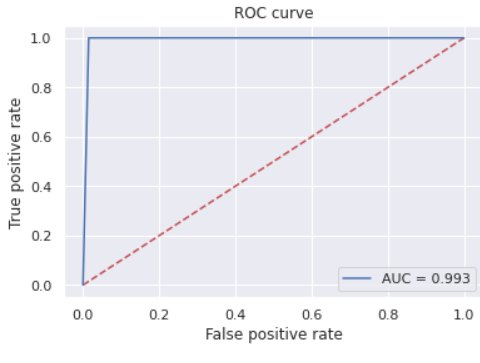 ROC curve
1.0
0.8
0.6
0.4
0.2
0.0
True positive rate
AUC = 0.993
0.0 0.2 0.4 0.6 0.8 1.0
False positive rate